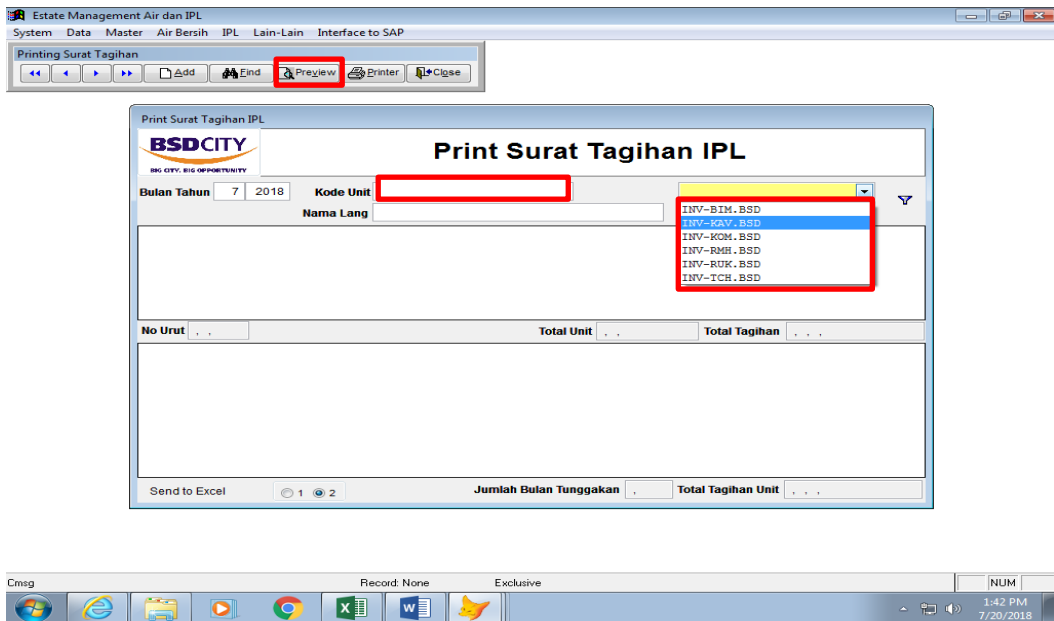 Estate Management Air dan IPL
System Data Master Air Bersih IPL Lain-Lain Interface to SAP
Printing Surat Tagihan
Add Find Preview Printer Close
Print Surat Tagihan IPL
BSDCITY
BIG CITY. BIG OPPORTUNITY
Print Surat Tagihan IPL
Bulan Tahun 7 2018 Kode Unit
Nama Lang
INV-BIM.BSD
INV-KAV.BSD
INV-KOM.BSD
INV-RMH.BSD
INV-RUK.BSD
INV-TCH.BSD
No Urut , , Total Unit , , Total Tagihan , , ,
Send to Excel 1 2 Jumlah Bulan Tunggakan , Total Tagihan Unit , , ,
Cmsg Record: None Exclusive NUM
1:42 PM
7/20/2018